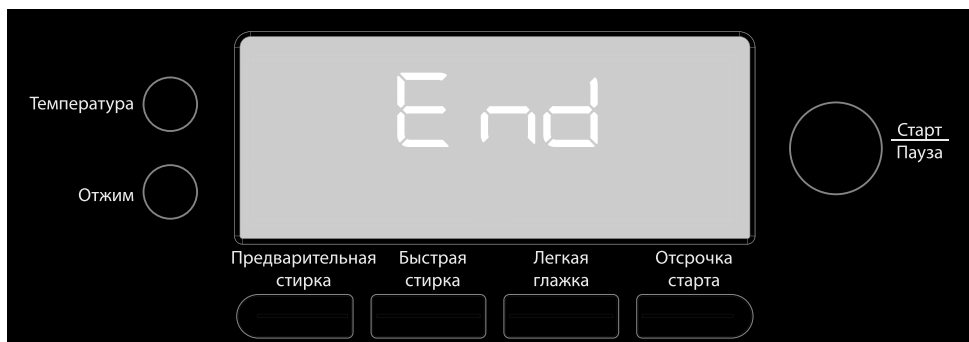 End
Температура
Отжим
Старт
Пауза
Предварительная
стирка
Быстрая
стирка
Легкая
глажка
Отсрочка
старта